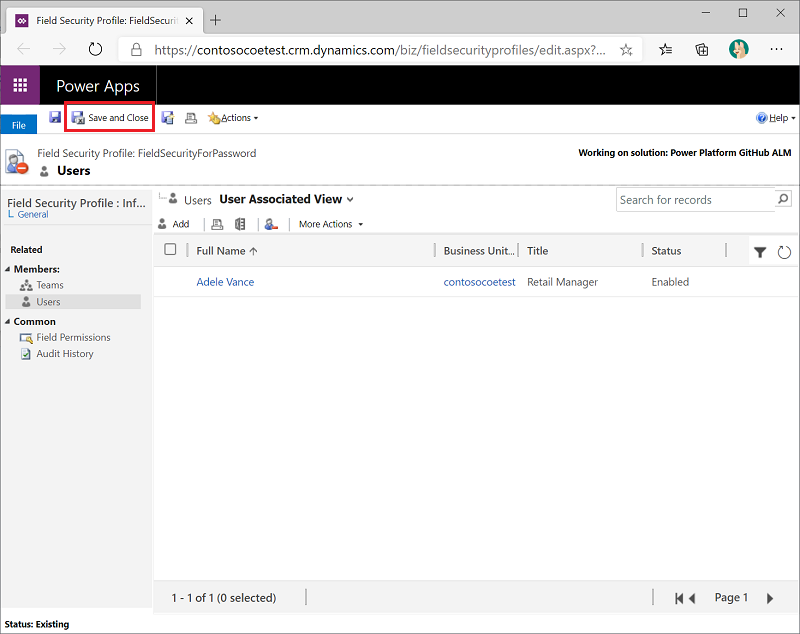 Field Security Profile: FieldSecurit
https://contosocoetest.crm.dynamics.com/biz/fieldsecurityprofiles/edit.aspx?...
Power Apps
File
Save and Close
Actions
Help
Field Security Profile: FieldSecurityForPassword
Users
Working on solution: Power Platform GitHub ALM
Field Security Profile : Inf...
General
Related
Members:
Teams
Users
Common
Field Permissions
Audit History
Users User Associated View
Search for records
Add
More Actions
Full Name Business Unit... Title Status
Adele Vance contosocoetest Retail Manager Enabled
1 - 1 of 1 (0 selected)
Page 1
Status: Existing